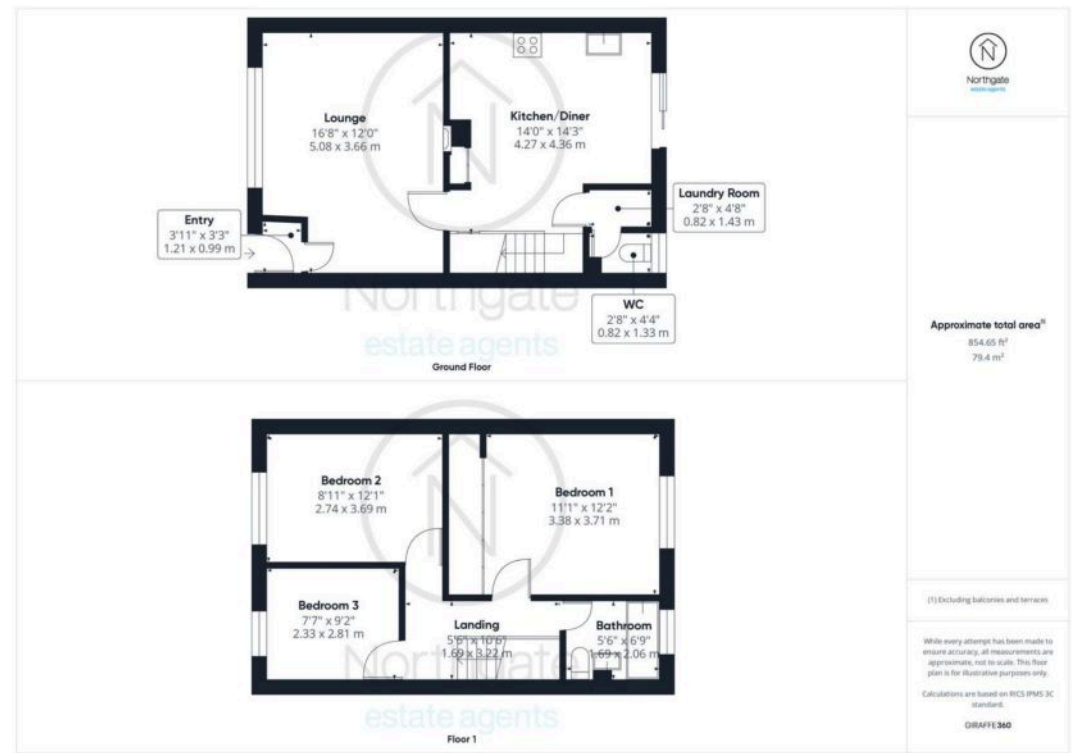 Lounge
16'8" x 12'0"
5.08 x 3.66 m
Kitchen/Diner
14'0" x 14'3"
4.27 x 4.36 m
Entry
3'11" x 3'3"
1.21 x 0.99 m
Laundry Room
2'8" x 4'8"
0.82 x 1.43 m
WC
2'8" x 4'4"
0.82 x 1.33 m
Northgate
estate agents
Ground Floor
Bedroom 2
8'11" x 12'1"
2.74 x 3.69 m
Bedroom 1
11'1" x 12'2"
3.38 x 3.71 m
Bedroom 3
7'7" x 9'2"
2.33 x 2.81 m
Landing
5'6" x 10'6"
1.69 x 3.22 m
Bathroom
5'6" x 6'9"
1.69 x 2.06 m
Northgate
estate agents
Floor 1
Northgate
estate agents
Approximate total area⁽¹⁾
854.65 ft²
79.4 m²
(1) Excluding balconies and terraces
While every attempt has been made to
ensure accuracy, all measurements are
approximate, not to scale. This floor
plan is for illustrative purposes only.
Calculations are based on RICS IPMS 3C
standard.
GIRAFFE360